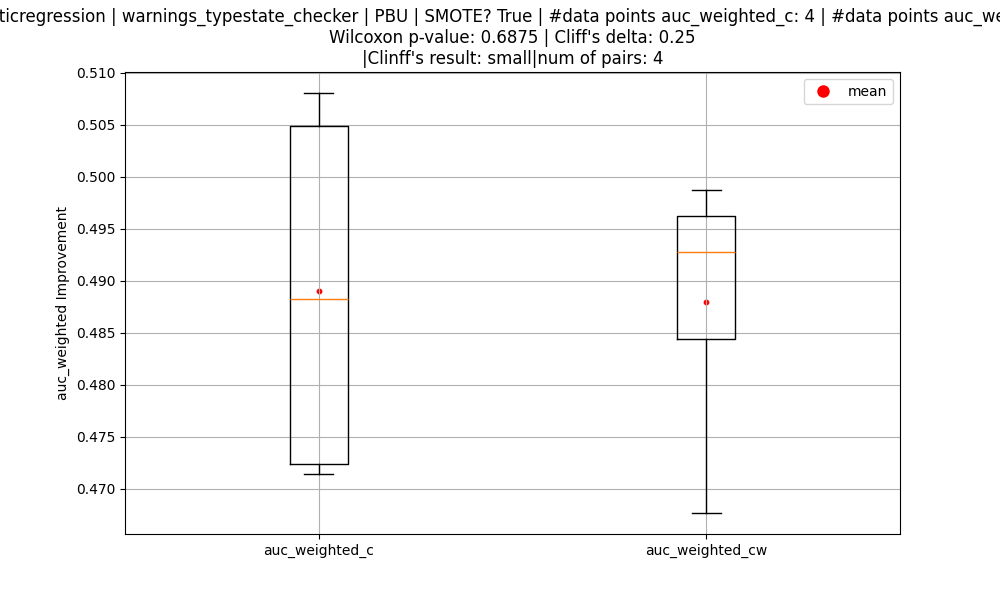 ticregression | warnings_typestate_checker | PBU | SMOTE? True | #data points auc_weighted_c: 4 | #data points auc_we
Wilcoxon p-value: 0.6875 | Cliff's delta: 0.25
|Clinff's result: small|num of pairs: 4
mean
0.510
0.505
0.500
0.495
0.490
0.485
0.480
0.475
0.470
auc_weighted Improvement
auc_weighted_c
auc_weighted_cw